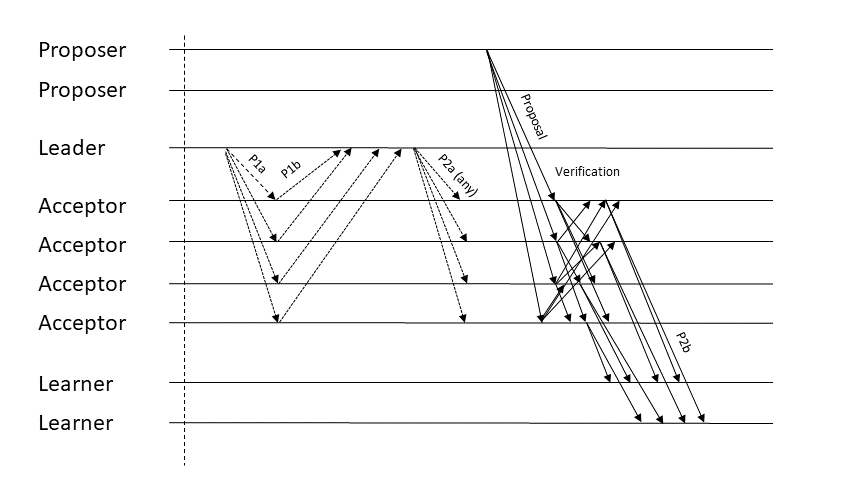 Proposer
Proposer
Leader
Acceptor
Acceptor
Acceptor
Acceptor
Learner
Learner
P1a
P1b
P2a (any)
Proposal
Verification
P2b